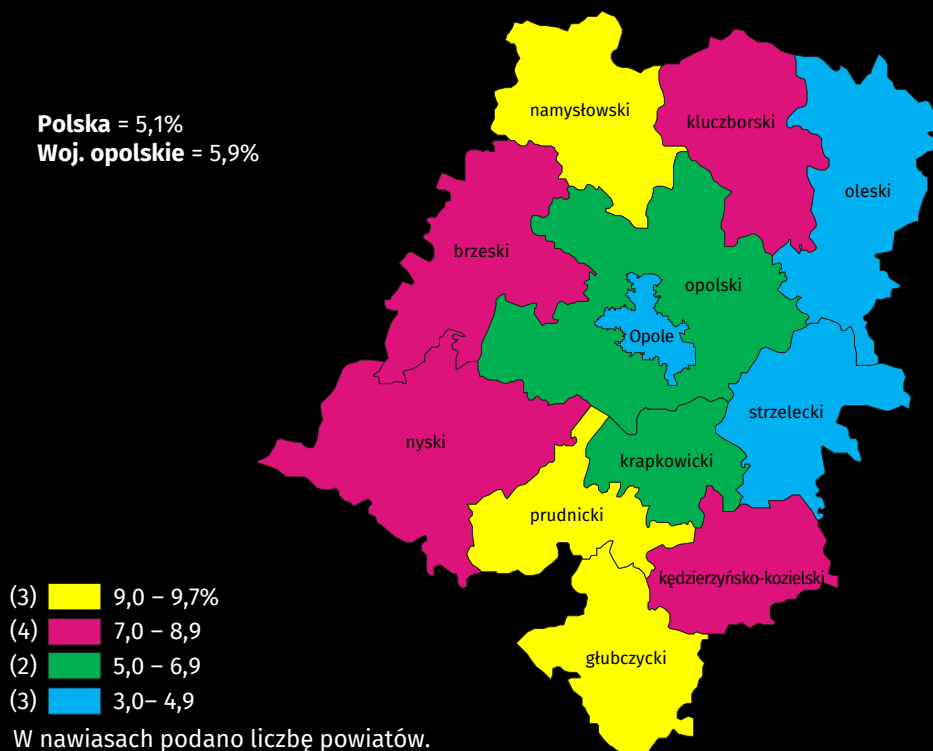 Polska = 5,1%
Woj. opolskie = 5,9%
namysłowski
kluczborski
oleski
brzeski
opolski
Opole
strzelecki
nyski
krapkowicki
prudnicki
kędzierzyńsko-kozielski
głubczycki
(3) 9,0 – 9,7%
(4) 7,0 – 8,9
(2) 5,0 – 6,9
(3) 3,0– 4,9
W nawiasach podano liczbę powiatów.